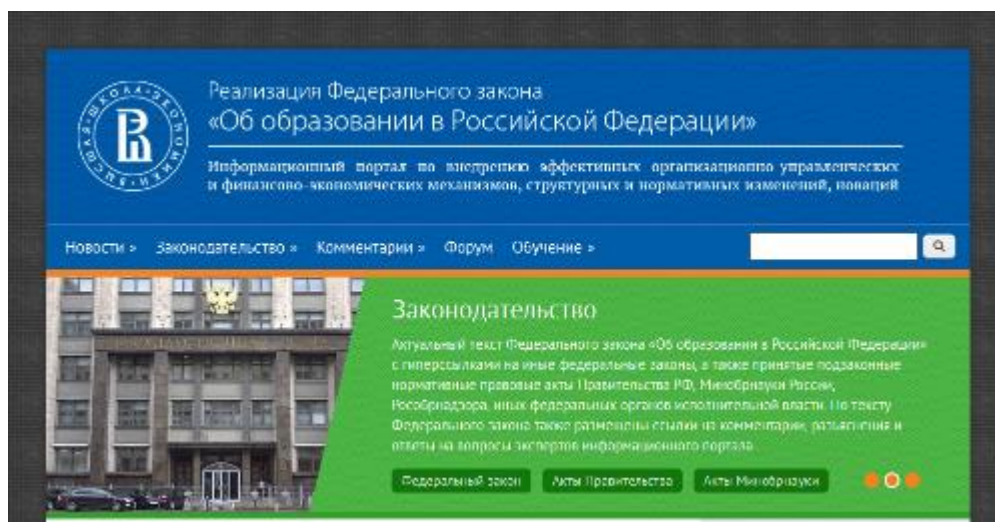 ВЫСШАЯ ШКОЛА ЭКОНОМИКИ
Реализация Федерального закона
«Об образовании в Российской Федерации»
Информационный портал по внедрению эффективных организационно управленческих
и финансово-экономических механизмов, структурных и нормативных изменений, новаций
Новости » Законодательство » Комментарии » Форум Обучение »
Законодательство
Актуальный текст Федерального закона «Об образовании в Российской Федерации»
с гиперссылками на иные федеральные законы, а также принятые подзаконные
нормативные правовые акты Правительства РФ, Минобрнауки России,
Рособрнадзора, иных федеральных органов исполнительной власти. По тексту
Федерального закона также размещены ссылки на комментарии, разъяснения и
ответы на вопросы экспертов информационного портала.
Федеральный закон Акты Правительства Акты Минобрнауки